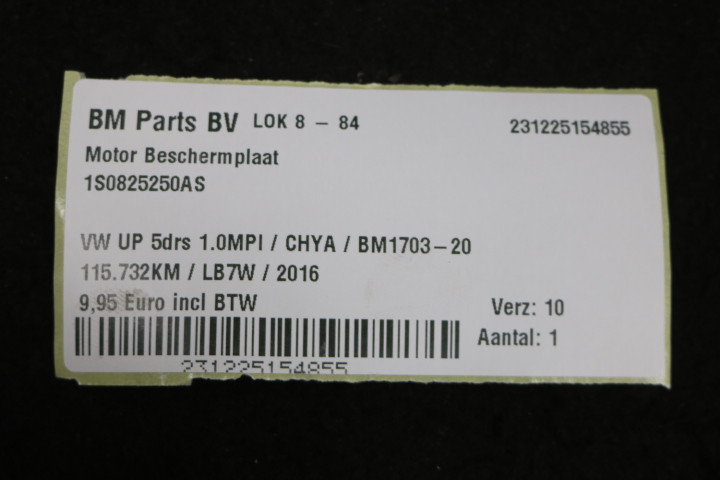 BM Parts BV LOK 8 - 84 231225154855
Motor Beschermplaat
1S0825250AS
VW UP 5drs 1.0MPI / CHYA / BM1703-20
115.732KM / LB7W / 2016
9,95 Euro incl BTW Verz: 10
Aantal: 1
231225154855